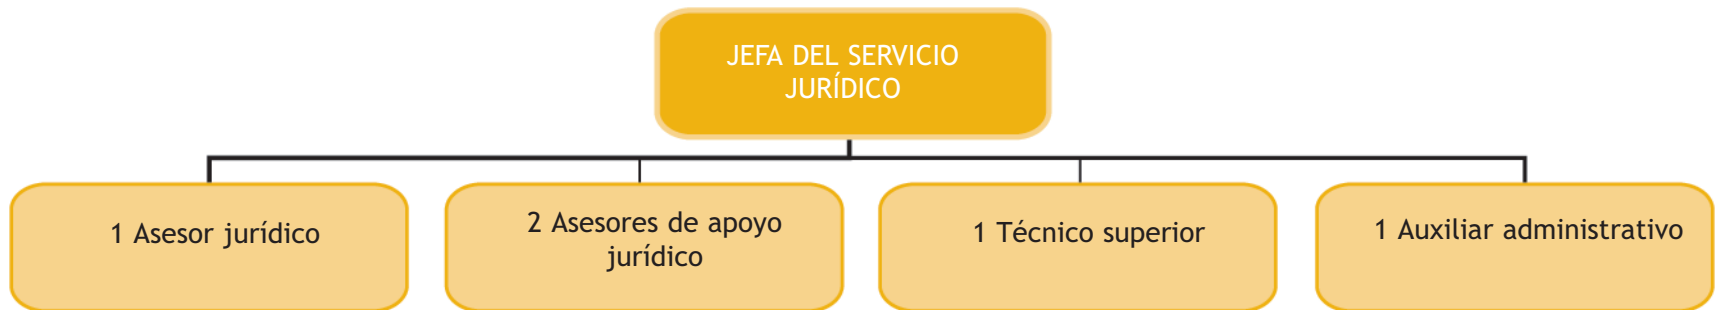 JEFA DEL SERVICIO
JURÍDICO
1 Asesor jurídico
2 Asesores de apoyo
jurídico
1 Técnico superior
1 Auxiliar administrativo